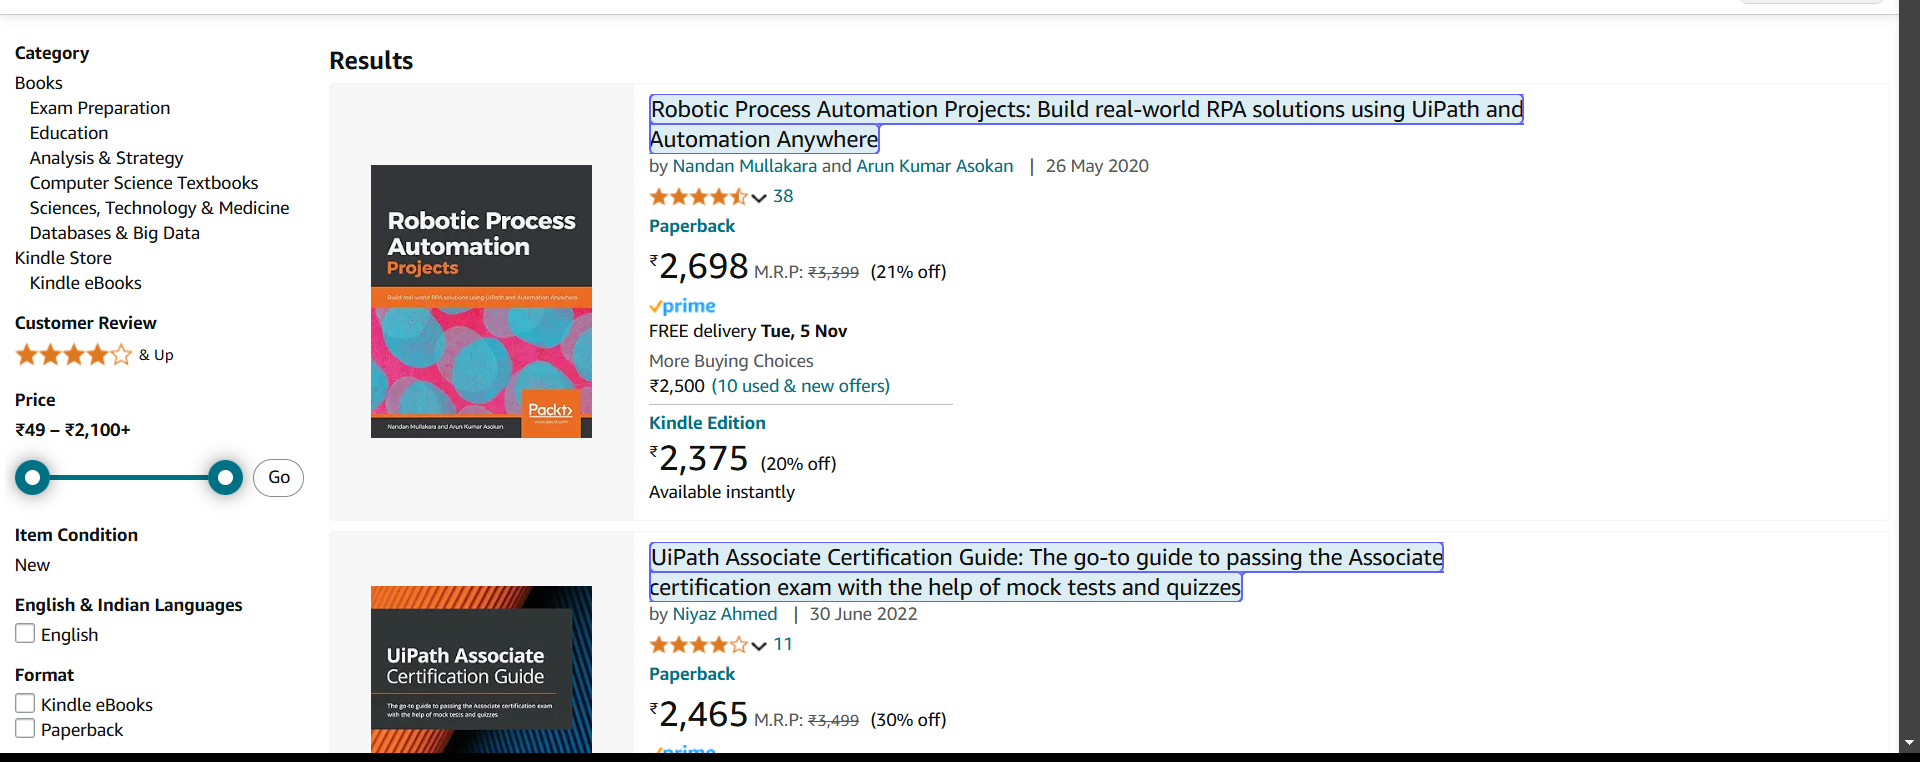 Category
Books
Exam Preparation
Education
Analysis & Strategy
Computer Science Textbooks
Sciences, Technology & Medicine
Databases & Big Data
Kindle Store
Kindle eBooks
Customer Review
& Up
Price
₹49 – ₹2,100+
Go
Item Condition
New
English & Indian Languages
English
Format
Kindle eBooks
Paperback
Results
Robotic Process
Automation
Projects
Build real-world RPA solutions using UiPath and Automation Anywhere
Packt>
www.packt.com
Nandan Mullakara and Arun Kumar Asokan
Robotic Process Automation Projects: Build real-world RPA solutions using UiPath and
Automation Anywhere
by Nandan Mullakara and Arun Kumar Asokan | 26 May 2020
38
Paperback
₹2,698 M.R.P: ₹3,399 (21% off)
prime
FREE delivery Tue, 5 Nov
More Buying Choices
₹2,500 (10 used & new offers)
Kindle Edition
₹2,375 (20% off)
Available instantly
UiPath Associate
Certification Guide
The go-to guide to passing the Associate certification exam
with the help of mock tests and quizzes
UiPath Associate Certification Guide: The go-to guide to passing the Associate
certification exam with the help of mock tests and quizzes
by Niyaz Ahmed | 30 June 2022
11
Paperback
₹2,465 M.R.P: ₹3,499 (30% off)
prime